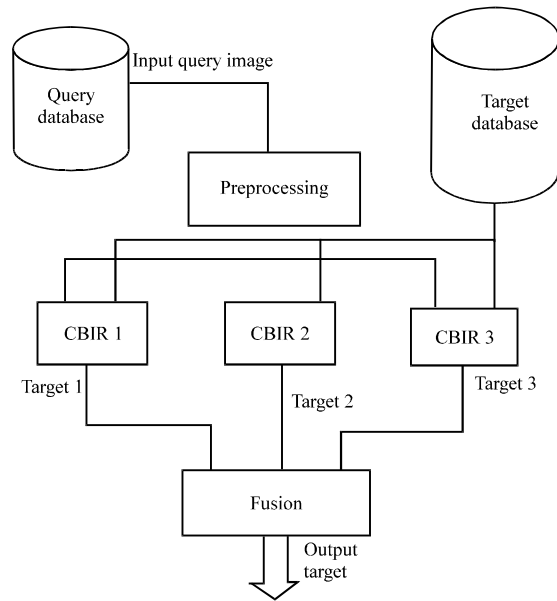 Input query image
Query
database
Target
database
Preprocessing
CBIR 1
CBIR 2
CBIR 3
Target 1
Target 2
Target 3
Fusion
Output
target